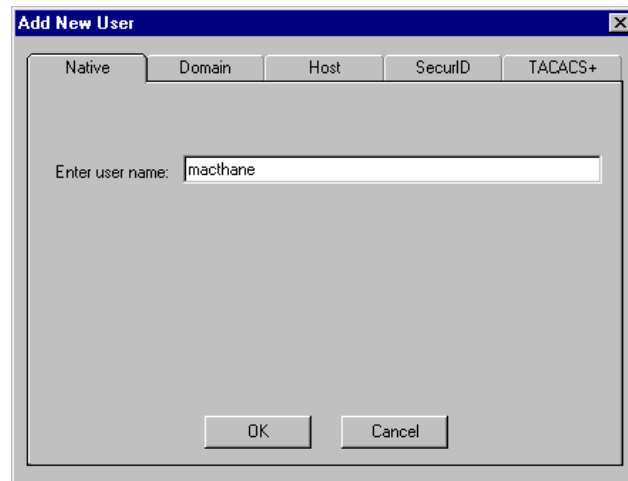 Add New User
Native Domain Host SecurID TACACS+
Enter user name: macthane
OK Cancel